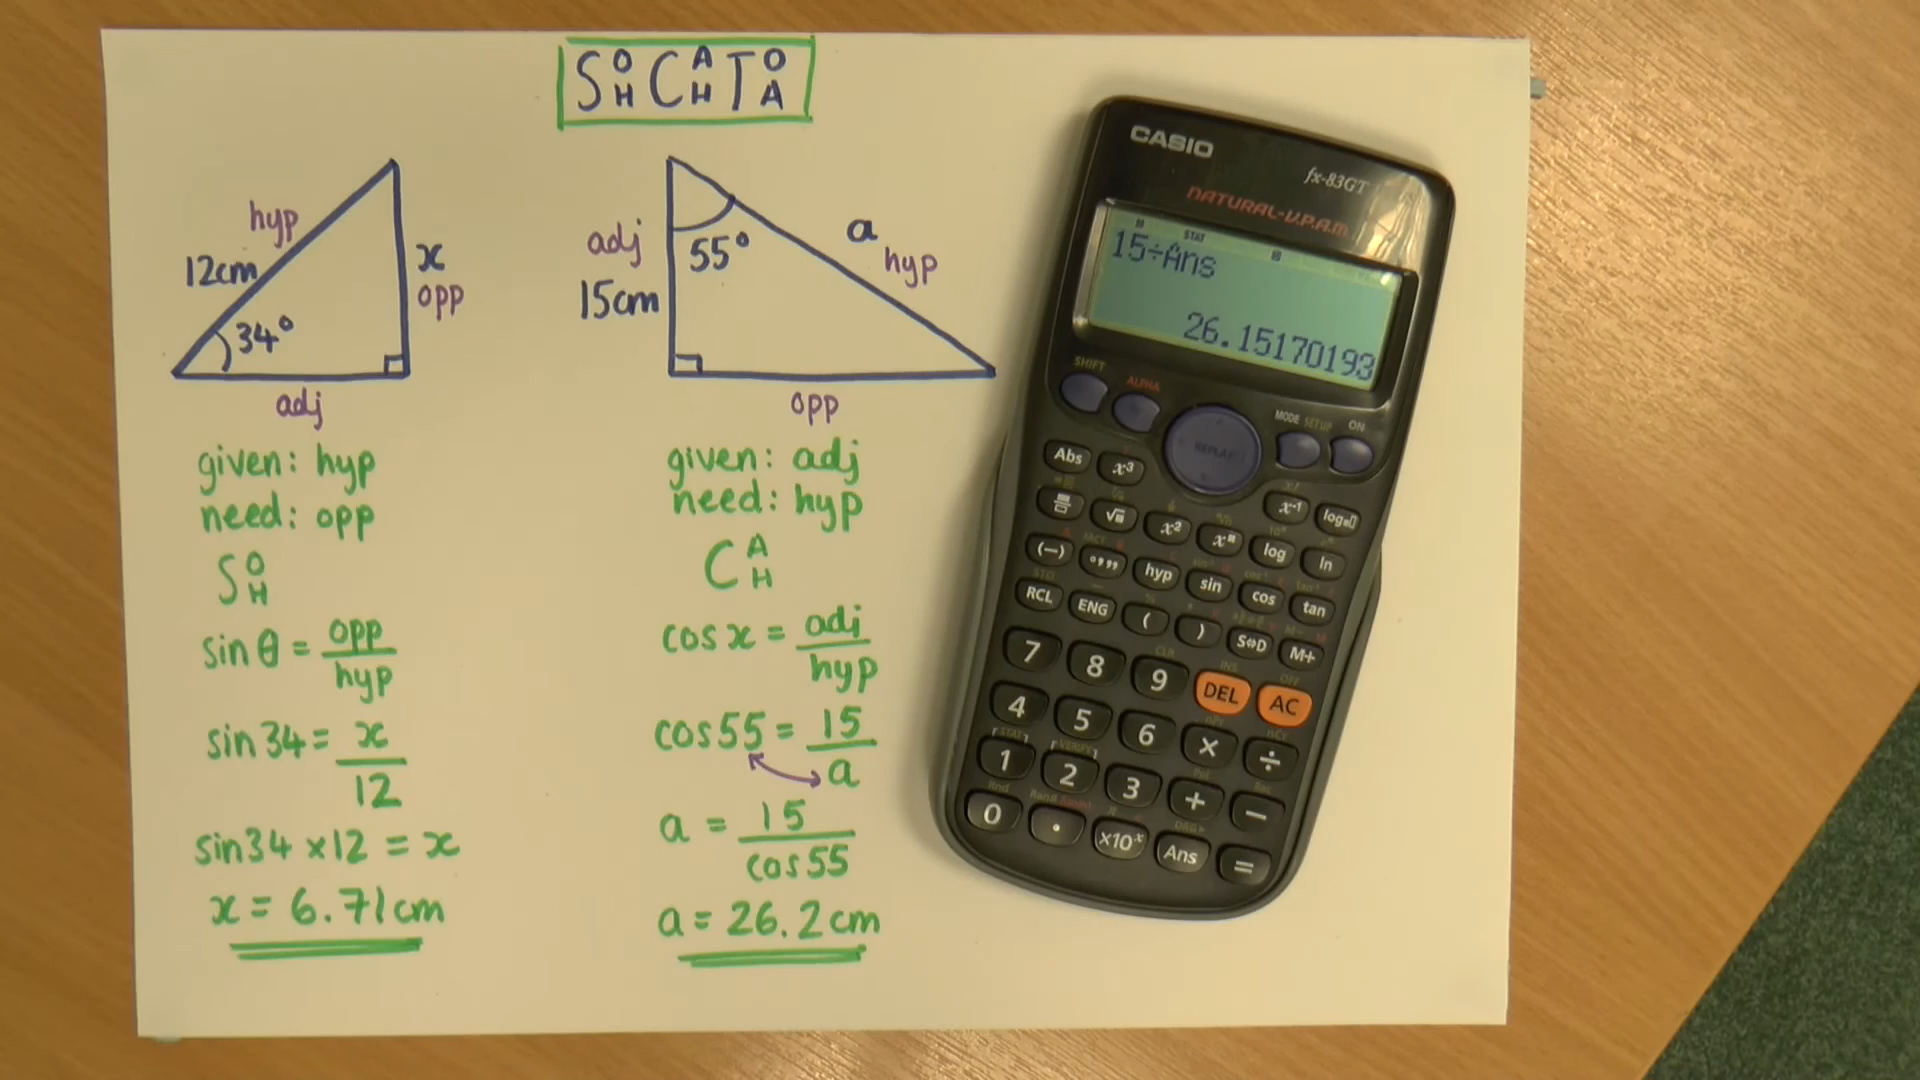 SOH CAH TOA
hyp
12cm
34°
x
opp
adj
given: hyp
need: opp
SOH
sin θ = opp/hyp
sin 34 = x/12
sin34 ×12 = x
x = 6.71cm
adj
15cm
55°
a
hyp
opp
given: adj
need: hyp
CAH
cos x = adj/hyp
cos55 = 15/a
a = 15/cos55
a = 26.2cm
CASIO
fx-83GT
NATURAL-V.P.A.M.
STAT
15÷Ans
26.15170193
SHIFT ALPHA MODE SETUP ON
REPLAY
Abs x³ x⁻¹ log
√ x² log ln
(−) °’’’ hyp sin cos tan
RCL ENG ( ) S⇔D M+
7 8 9 DEL AC
4 5 6 × ÷
1 2 3 + −
0 . ×10ˣ Ans =